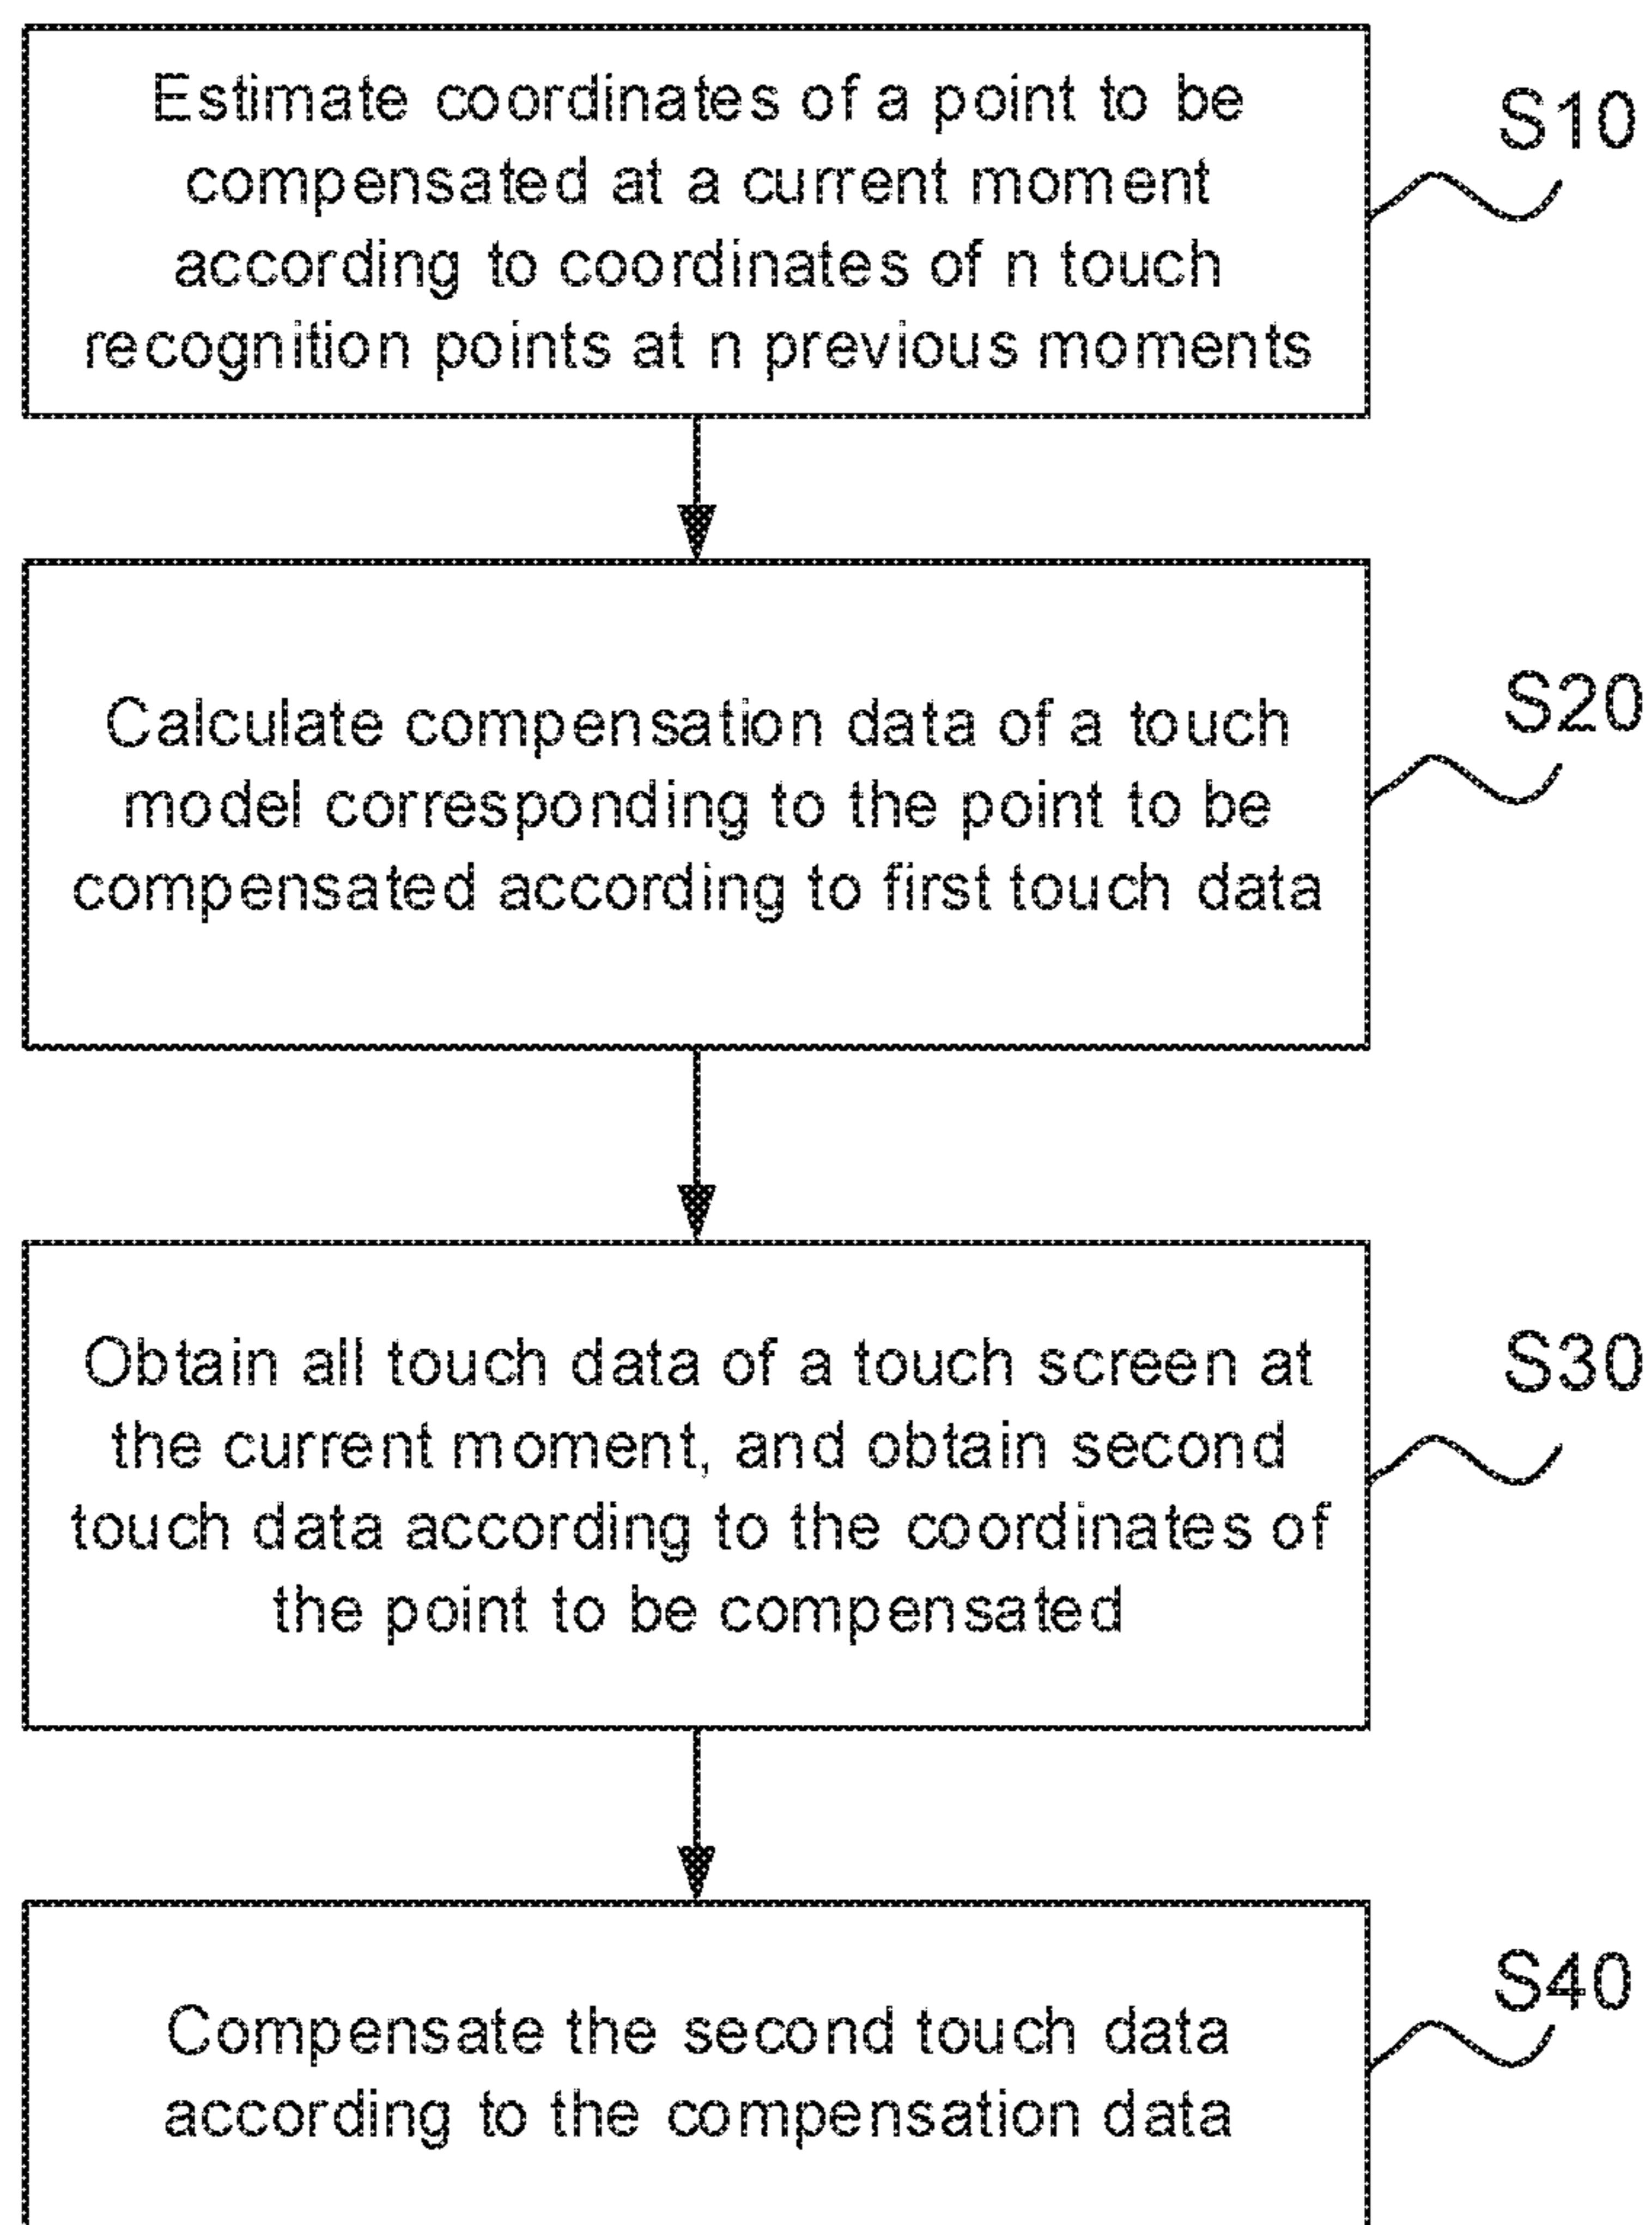 Estimate coordinates of a point to be
compensated at a current moment
according to coordinates of n touch
recognition points at n previous moments
S10
Calculate compensation data of a touch
model corresponding to the point to be
compensated according to first touch data
S20
Obtain all touch data of a touch screen at
the current moment, and obtain second
touch data according to the coordinates of
the point to be compensated
S30
Compensate the second touch data
according to the compensation data
S40